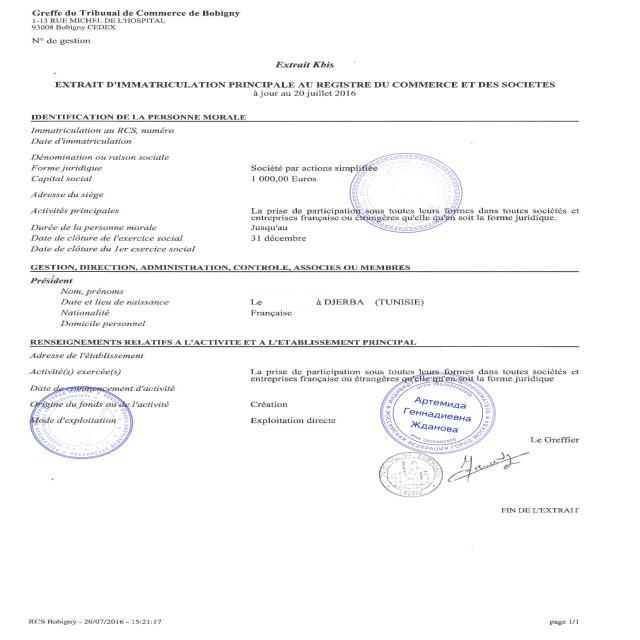 Greffe du Tribunal de Commerce de Bobigny
1-13 RUE MICHEL DE L'HOSPITAL
93008 Bobigny CEDEX
N° de gestion
Extrait Kbis
EXTRAIT D'IMMATRICULATION PRINCIPALE AU REGISTRE DU COMMERCE ET DES SOCIETES
à jour au 20 juillet 2016
IDENTIFICATION DE LA PERSONNE MORALE
Immatriculation au RCS, numéro
Date d'immatriculation
Dénomination ou raison sociale
Forme juridique Société par actions simplifiée
Capital social 1 000,00 Euros
Adresse du siège
Activités principales La prise de participation sous toutes leurs formes dans toutes sociétés et
entreprises française ou étrangères qu'elle qu'en soit la forme juridique.
Durée de la personne morale Jusqu'au
Date de clôture de l'exercice social 31 décembre
Date de clôture du 1er exercice social
GESTION, DIRECTION, ADMINISTRATION, CONTROLE, ASSOCIES OU MEMBRES
Président
Nom, prénoms
Date et lieu de naissance Le à DJERBA (TUNISIE)
Nationalité Française
Domicile personnel
RENSEIGNEMENTS RELATIFS A L'ACTIVITE ET A L'ETABLISSEMENT PRINCIPAL
Adresse de l'établissement
Activité(s) exercée(s) La prise de participation sous toutes leurs formes dans toutes sociétés et
entreprises française ou étrangères qu'elle qu'en soit la forme juridique
Date de commencement d'activité
Origine du fonds ou de l'activité Création
Mode d'exploitation Exploitation directe
Артемида
Геннадиевна
Жданова
Le Greffier
FIN DE L'EXTRAIT
RCS Bobigny - 20/07/2016 - 15:21:17 page 1/1